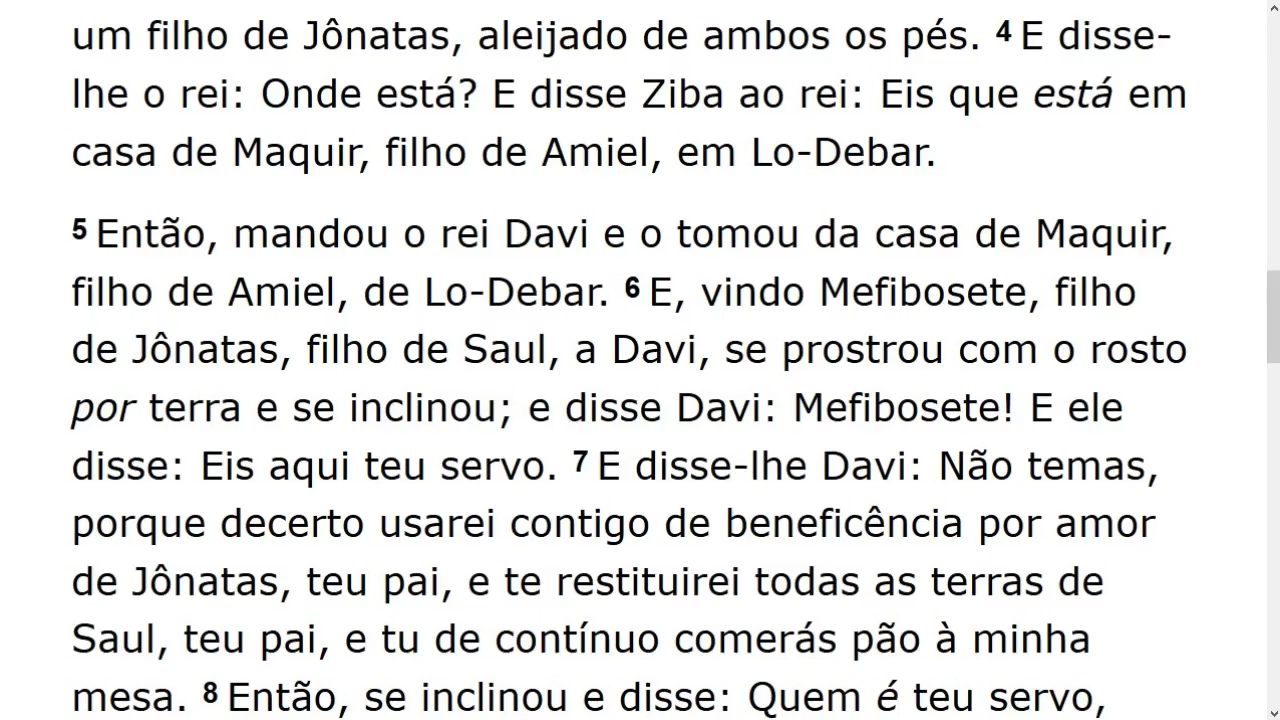 um filho de Jônatas, aleijado de ambos os pés. 4 E disse-
lhe o rei: Onde está? E disse Ziba ao rei: Eis que está em
casa de Maquir, filho de Amiel, em Lo-Debar.
5 Então, mandou o rei Davi e o tomou da casa de Maquir,
filho de Amiel, de Lo-Debar. 6 E, vindo Mefibosete, filho
de Jônatas, filho de Saul, a Davi, se prostrou com o rosto
por terra e se inclinou; e disse Davi: Mefibosete! E ele
disse: Eis aqui teu servo. 7 E disse-lhe Davi: Não temas,
porque decerto usarei contigo de beneficência por amor
de Jônatas, teu pai, e te restituirei todas as terras de
Saul, teu pai, e tu de contínuo comerás pão à minha
mesa. 8 Então, se inclinou e disse: Quem é teu servo,